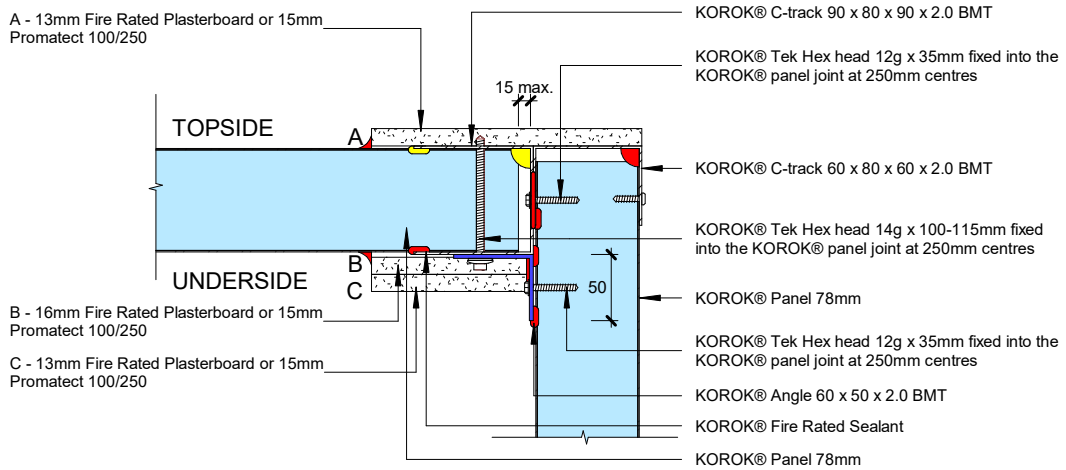 A - 13mm Fire Rated Plasterboard or 15mm
Promatect 100/250
KOROK® C-track 90 x 80 x 90 x 2.0 BMT
KOROK® Tek Hex head 12g x 35mm fixed into the
KOROK® panel joint at 250mm centres
15 max.
TOPSIDE
A
KOROK® C-track 60 x 80 x 60 x 2.0 BMT
KOROK® Tek Hex head 14g x 100-115mm fixed
into the KOROK® panel joint at 250mm centres
UNDERSIDE
B
C
50
KOROK® Panel 78mm
B - 16mm Fire Rated Plasterboard or 15mm
Promatect 100/250
KOROK® Tek Hex head 12g x 35mm fixed into the
KOROK® panel joint at 250mm centres
C - 13mm Fire Rated Plasterboard or 15mm
Promatect 100/250
KOROK® Angle 60 x 50 x 2.0 BMT
KOROK® Fire Rated Sealant
KOROK® Panel 78mm